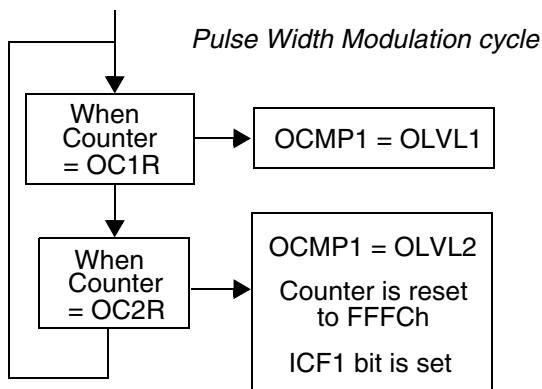 Pulse Width Modulation cycle
When
Counter
= OC1R
OCMP1 = OLVL1
When
Counter
= OC2R
OCMP1 = OLVL2
Counter is reset
to FFFCh
ICF1 bit is set